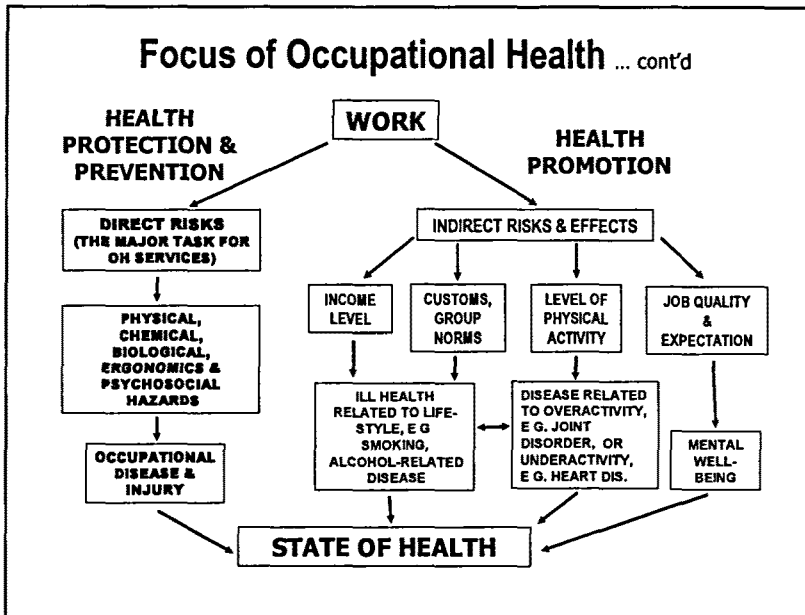 Focus of Occupational Health ... cont'd
HEALTH
PROTECTION &
PREVENTION
WORK
HEALTH
PROMOTION
DIRECT RISKS
(THE MAJOR TASK FOR
OH SERVICES)
INDIRECT RISKS & EFFECTS
PHYSICAL,
CHEMICAL,
BIOLOGICAL,
ERGONOMICS &
PSYCHOSOCIAL
HAZARDS
INCOME
LEVEL
CUSTOMS,
GROUP
NORMS
LEVEL OF
PHYSICAL
ACTIVITY
JOB QUALITY
&
EXPECTATION
OCCUPATIONAL
DISEASE &
INJURY
ILL HEALTH
RELATED TO LIFE-
STYLE, E G
SMOKING,
ALCOHOL-RELATED
DISEASE
DISEASE RELATED
TO OVERACTIVITY,
E G. JOINT
DISORDER, OR
UNDERACTIVITY,
E G. HEART DIS.
MENTAL
WELL-
BEING
STATE OF HEALTH